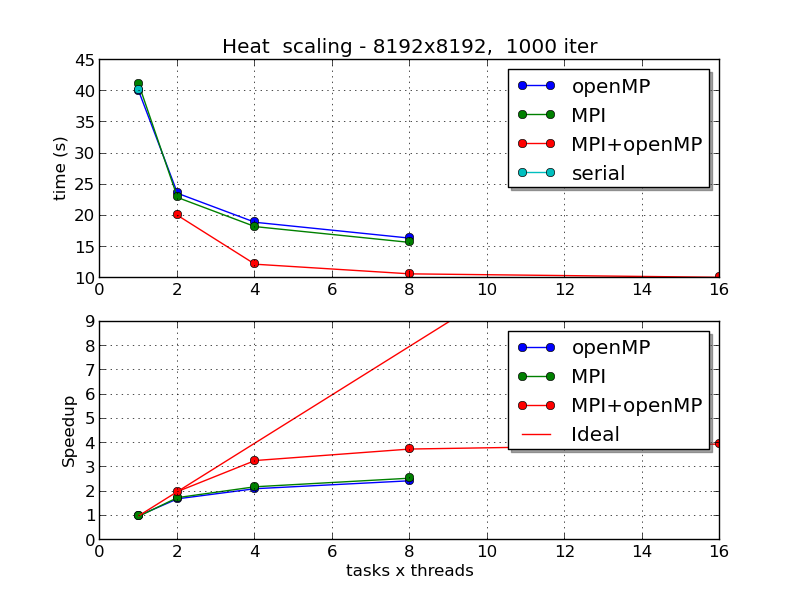 Heat  scaling - 8192x8192,  1000 iter
45
40
35
30
25
20
15
10
time (s)
openMP
MPI
MPI+openMP
serial
0 2 4 6 8 10 12 14 16
9
8
7
6
5
4
3
2
1
0
Speedup
openMP
MPI
MPI+openMP
Ideal
0 2 4 6 8 10 12 14 16
tasks x threads